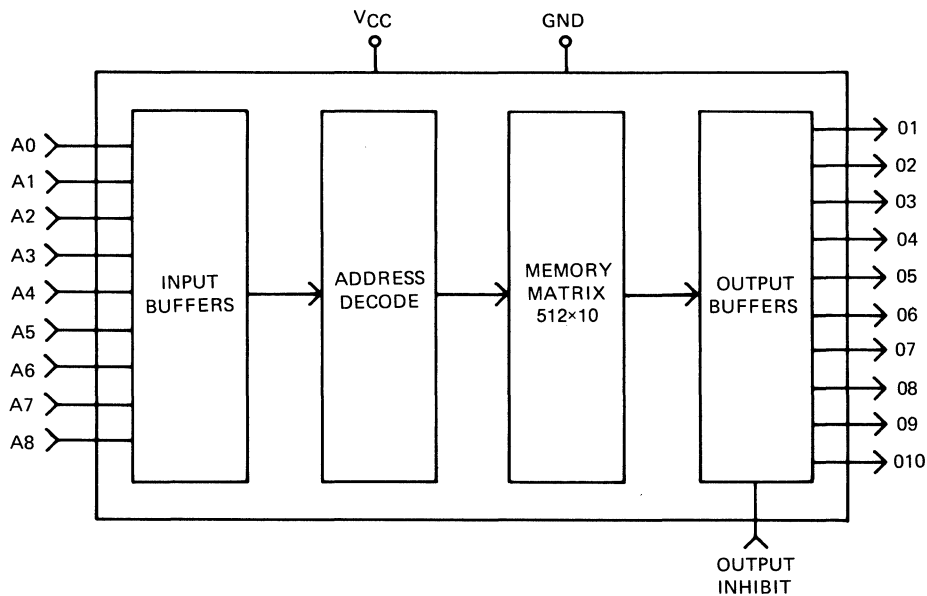 VCC
GND
A0
A1
A2
A3
A4
A5
A6
A7
A8
INPUT
BUFFERS
ADDRESS
DECODE
MEMORY
MATRIX
512×10
OUTPUT
BUFFERS
01
02
03
04
05
06
07
08
09
010
OUTPUT
INHIBIT